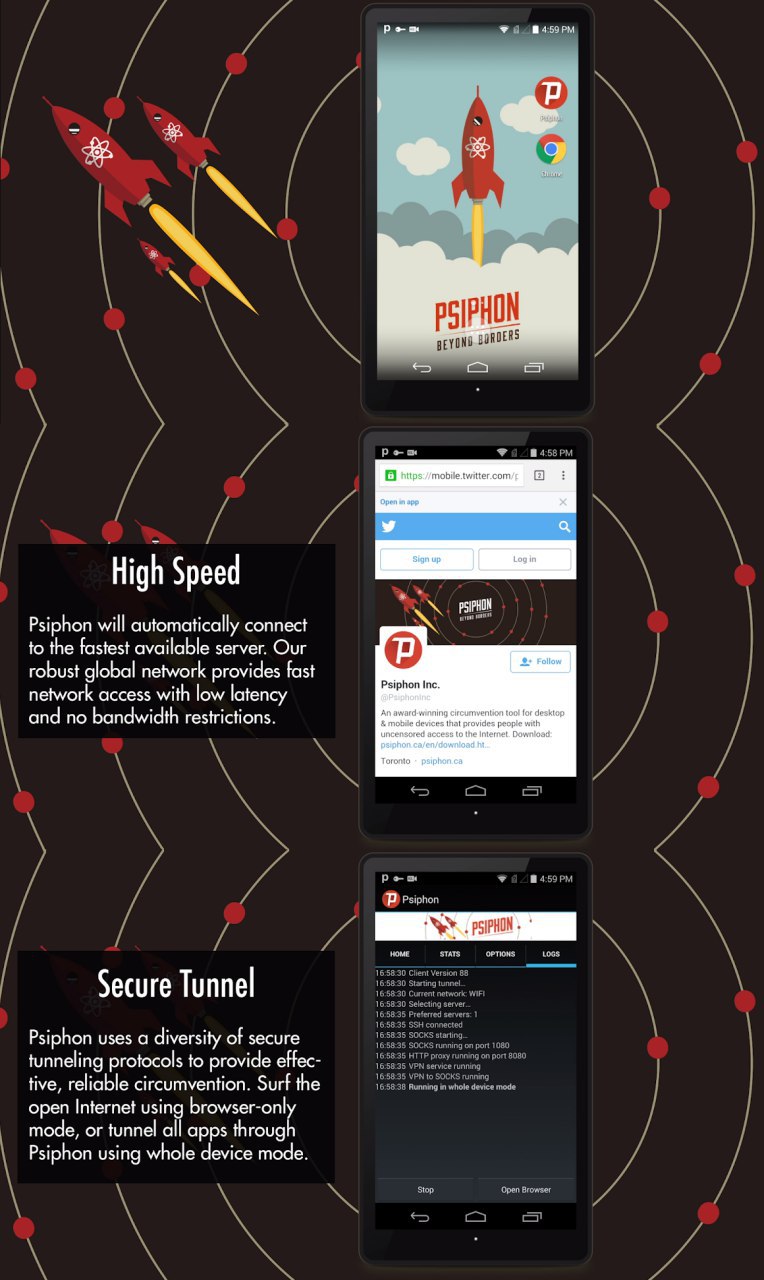 4:59 PM
Psiphon
Chrome
PSIPHON
BEYOND BORDERS
4:58 PM
https://mobile.twitter.com/p
2
Open in app
Sign up
Log in
PSIPHON
BEYOND BORDERS
Follow
Psiphon Inc.
@PsiphonInc
An award-winning circumvention tool for desktop
& mobile devices that provides people with
uncensored access to the Internet. Download:
psiphon.ca/en/download.ht...
Toronto · psiphon.ca
High Speed
Psiphon will automatically connect
to the fastest available server. Our
robust global network provides fast
network access with low latency
and no bandwidth restrictions.
4:59 PM
Psiphon
PSIPHON
HOME STATS OPTIONS LOGS
16:58:30 Client Version 88
16:58:30 Starting tunnel...
16:58:30 Current network: WIFI
16:58:30 Selecting server...
16:58:35 Preferred servers: 1
16:58:35 SSH connected
16:58:35 SOCKS starting...
16:58:35 SOCKS running on port 1080
16:58:35 HTTP proxy running on port 8080
16:58:35 VPN service running
16:58:35 VPN to SOCKS running
16:58:38 Running in whole device mode
Stop
Open Browser
Secure Tunnel
Psiphon uses a diversity of secure
tunneling protocols to provide effec-
tive, reliable circumvention. Surf the
open Internet using browser-only
mode, or tunnel all apps through
Psiphon using whole device mode.